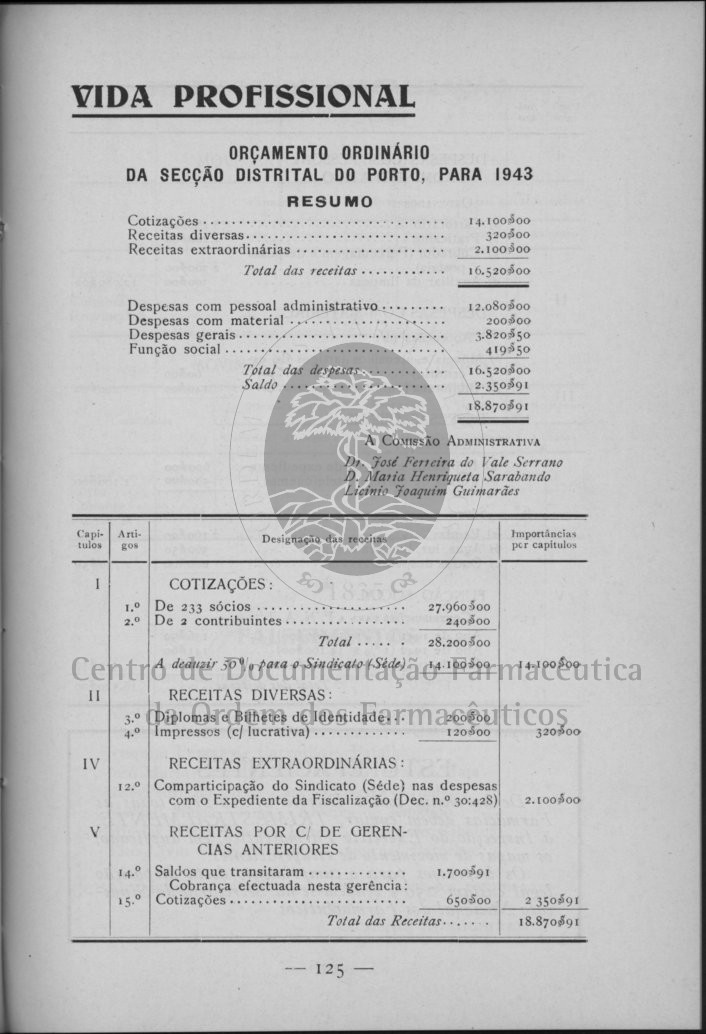 VIDA PROFISSIONAL
ORÇAMENTO ORDINÁRIO
DA SECÇÃO DISTRITAL DO PORTO, PARA 1943
RESUMO
Cotizações 14.100$00
Receitas diversas 320$00
Receitas extraordinárias 2.100$00
Total das receitas 16.520$00
Despesas com pessoal administrativo 12.080$00
Despesas com material 200$00
Despesas gerais 3.820$50
Função social 419$50
Total das despesas 16.520$00
Saldo 2.350$91
18.870$91
A Comissão Administrativa
Dr. José Ferreira do Vale Serrano
D. Maria Henriqueta Sarabando
Licínio Joaquim Guimarães
Capítulos Artigos Designação das receitas Importâncias por capítulos
I COTIZAÇÕES:
1.º De 233 sócios 27.960$00
2.º De 2 contribuintes 240$00
Total 28.200$00
A deduzir 50% para o Sindicato (Séde) 14.100$00 14.100$00
Centro de Documentação Farmacêutica
da Ordem dos Farmacêuticos
1835
II RECEITAS DIVERSAS:
3.º Diplomas e Bilhetes de Identidade 200$00
4.º Impressos (c/ lucrativa) 120$00 320$00
IV RECEITAS EXTRAORDINÁRIAS:
12.º Comparticipação do Sindicato (Séde) nas despesas
com o Expediente da Fiscalização (Dec. n.º 30:428) 2.100$00
V RECEITAS POR C/ DE GEREN-
CIAS ANTERIORES
14.º Saldos que transitaram 1.700$91
Cobrança efectuada nesta gerência:
15.º Cotizações 650$00 2 350$91
Total das Receitas 18.870$91
— 125 —